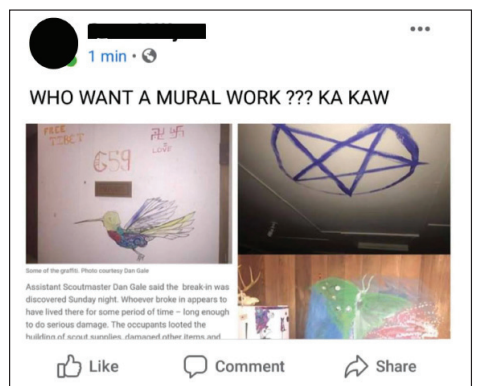 1 min
WHO WANT A MURAL WORK ??? KA KAW
FREE
TIBET
卍 卐
LOVE
G59
Some of the graffiti. Photo courtesy Dan Gale
Assistant Scoutmaster Dan Gale said the break-in was
discovered Sunday night. Whoever broke in appears to
have lived there for some period of time – long enough
to do serious damage. The occupants looted the
building of scout supplies, damaged other items and
Like
Comment
Share